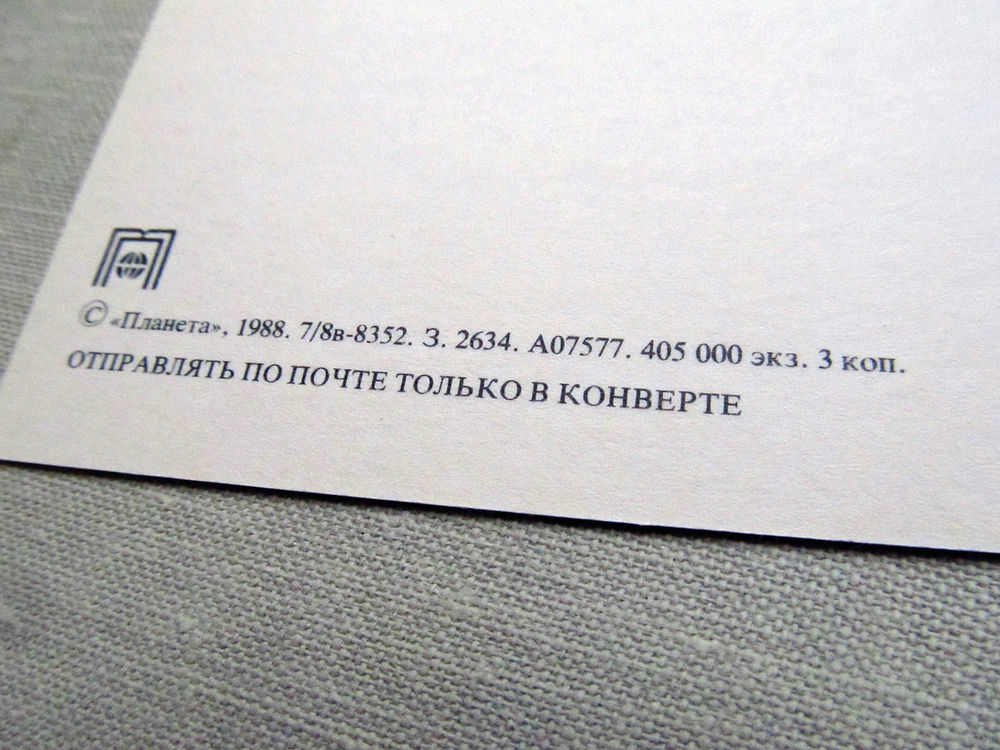 © «Планета», 1988. 7/8в-8352. З. 2634. А07577. 405 000 экз. 3 коп.
ОТПРАВЛЯТЬ ПО ПОЧТЕ ТОЛЬКО В КОНВЕРТЕ